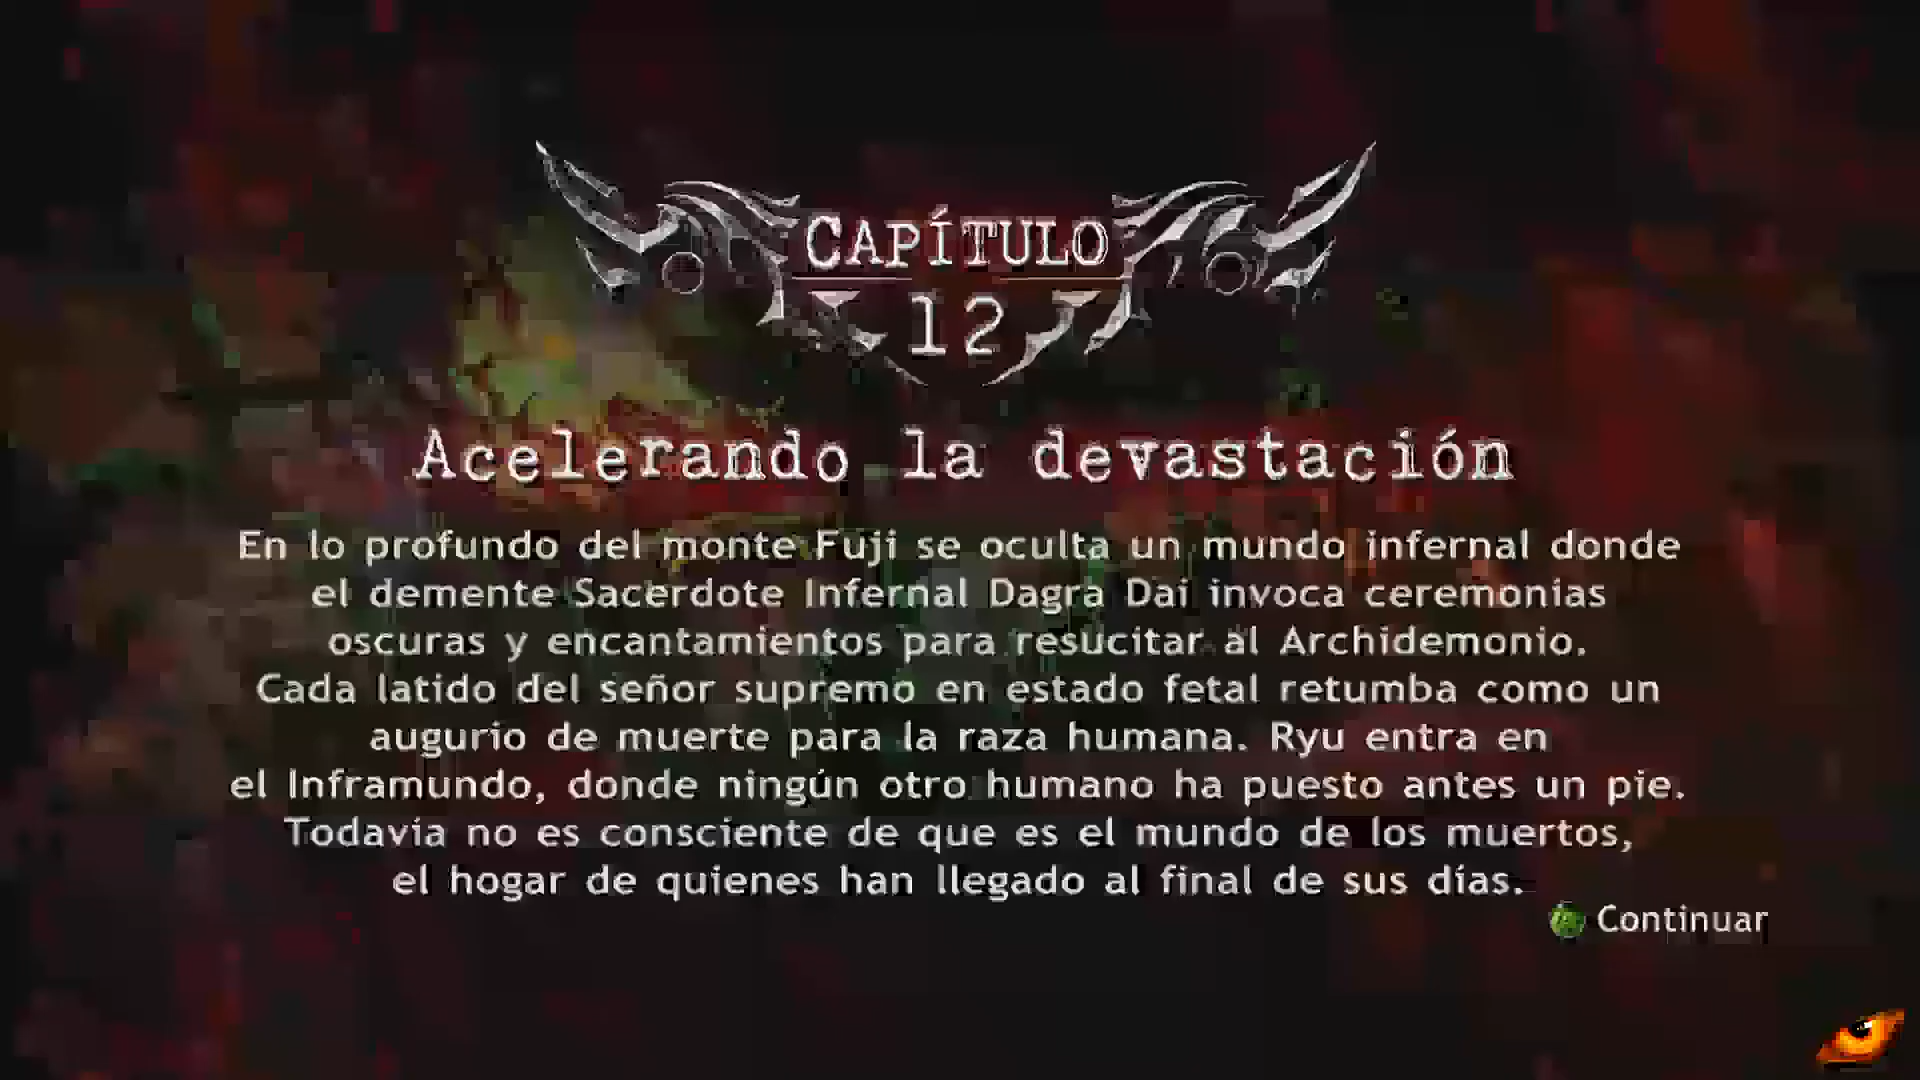 CAPÍTULO
12
Acelerando la devastación
En lo profundo del monte Fuji se oculta un mundo infernal donde
el demente Sacerdote Infernal Dagra Dai invoca ceremonias
oscuras y encantamientos para resucitar al Archidemonio.
Cada latido del señor supremo en estado fetal retumba como un
augurio de muerte para la raza humana. Ryu entra en
el Inframundo, donde ningún otro humano ha puesto antes un pie.
Todavía no es consciente de que es el mundo de los muertos,
el hogar de quienes han llegado al final de sus días.
A Continuar